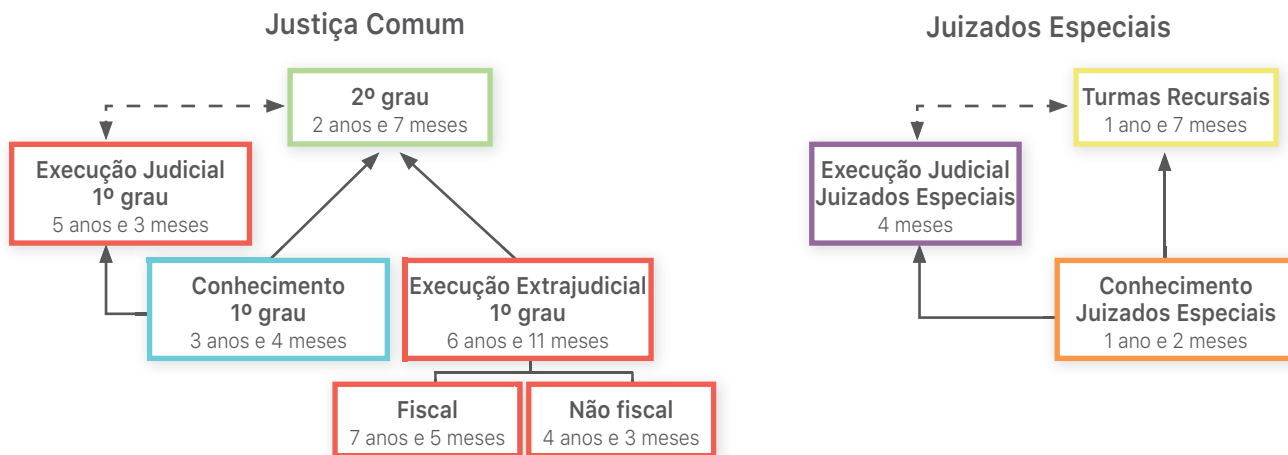 Justiça Comum
2º grau
2 anos e 7 meses
Execução Judicial
1º grau
5 anos e 3 meses
Conhecimento
1º grau
3 anos e 4 meses
Execução Extrajudicial
1º grau
6 anos e 11 meses
Fiscal
7 anos e 5 meses
Não fiscal
4 anos e 3 meses
Juizados Especiais
Turmas Recursais
1 ano e 7 meses
Execução Judicial
Juizados Especiais
4 meses
Conhecimento
Juizados Especiais
1 ano e 2 meses